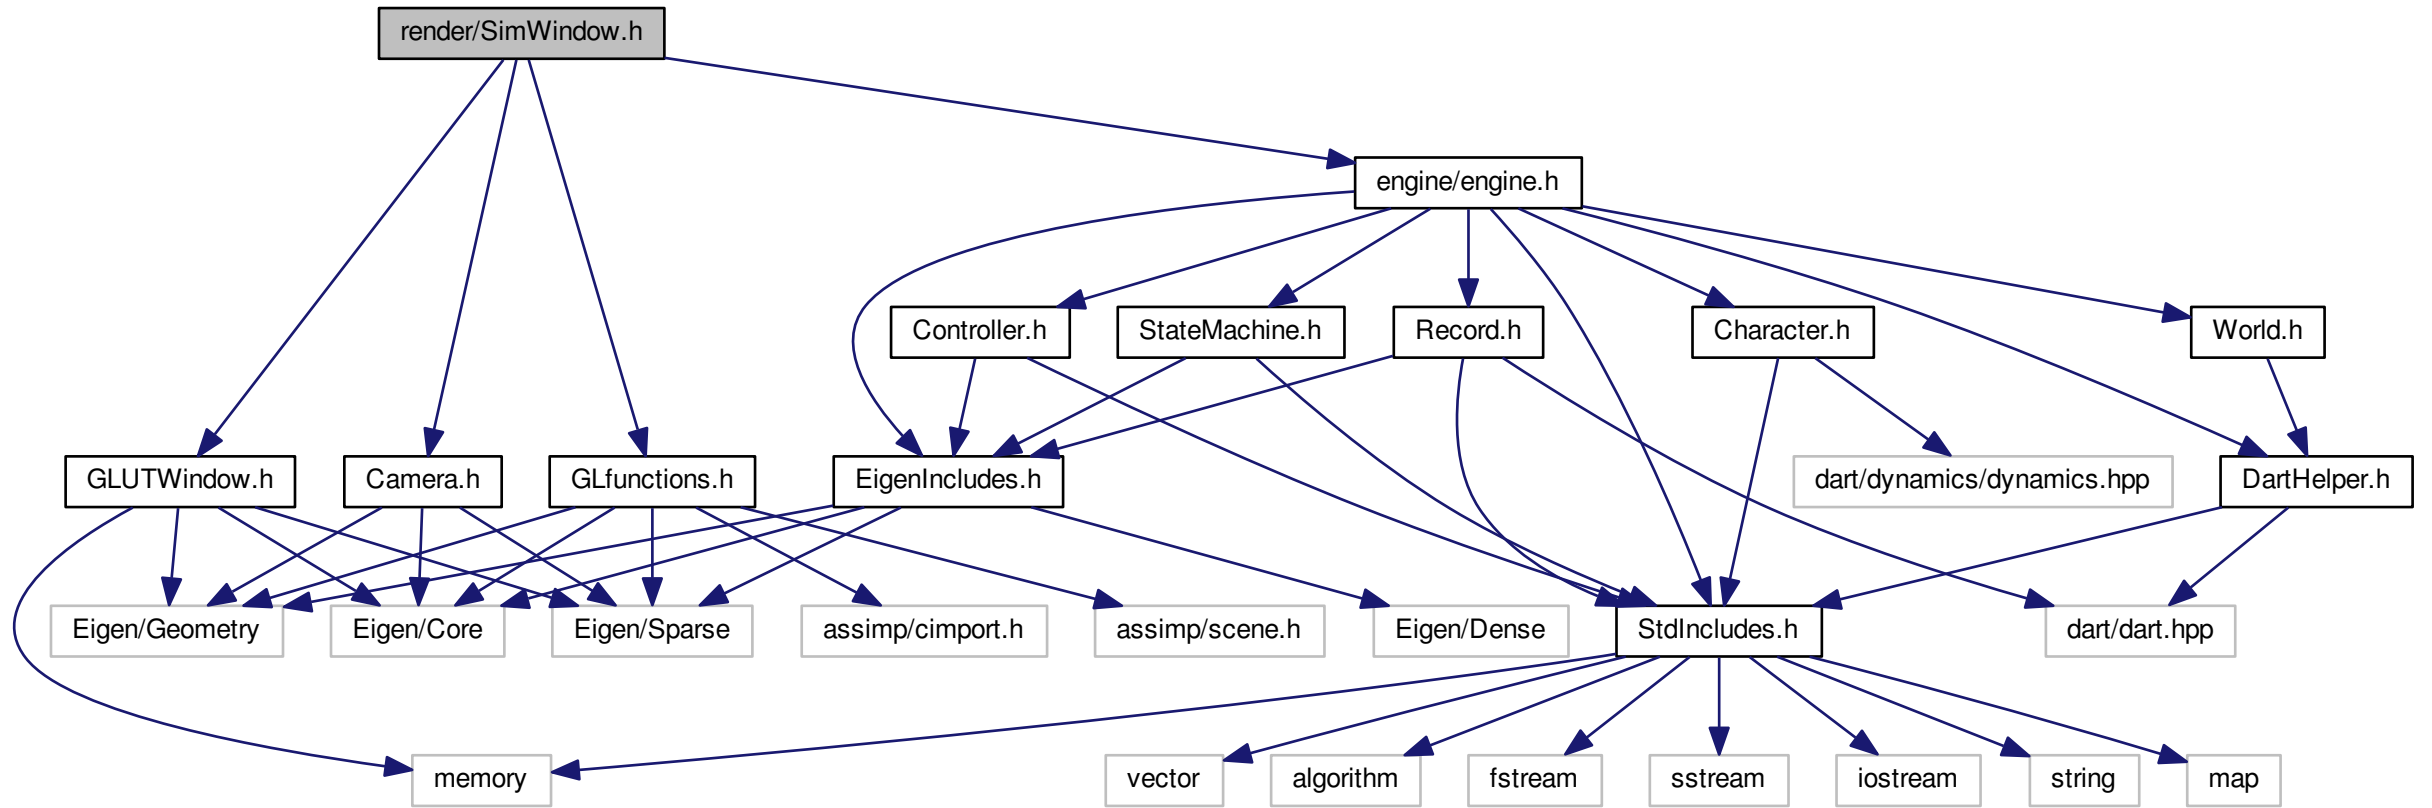 render/SimWindow.h
engine/engine.h
Controller.h
StateMachine.h
Record.h
Character.h
World.h
GLUTWindow.h
Camera.h
GLfunctions.h
EigenIncludes.h
dart/dynamics/dynamics.hpp
DartHelper.h
Eigen/Geometry
Eigen/Core
Eigen/Sparse
assimp/cimport.h
assimp/scene.h
Eigen/Dense
StdIncludes.h
dart/dart.hpp
memory
vector
algorithm
fstream
sstream
iostream
string
map